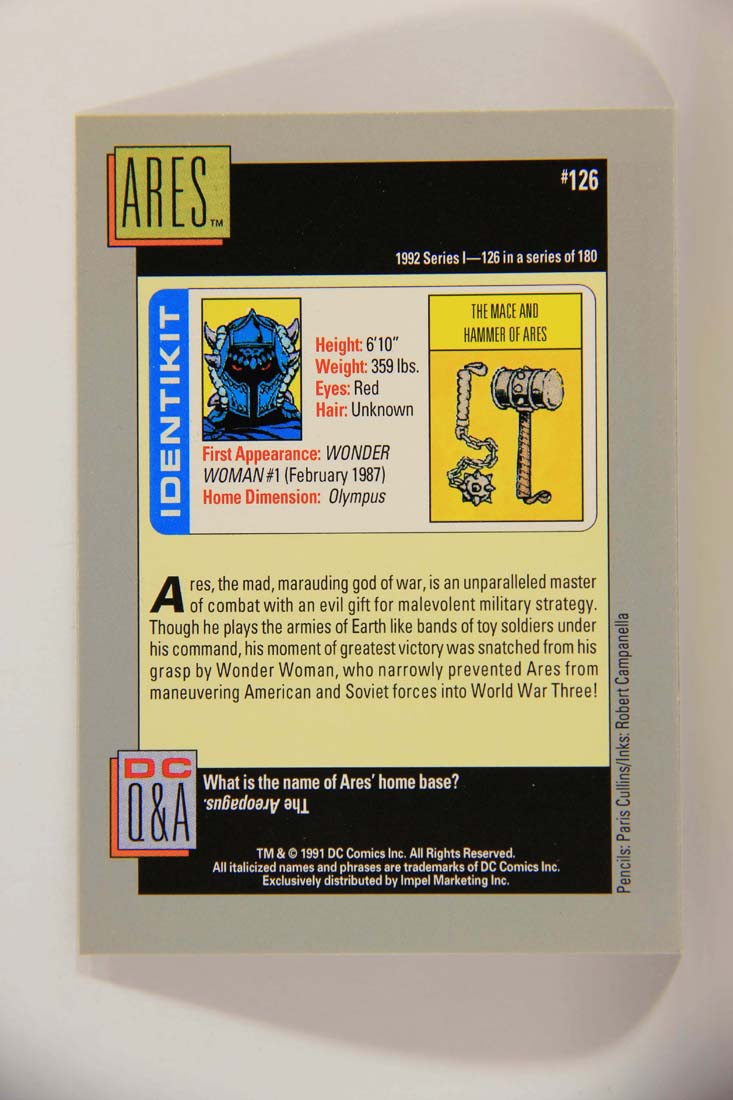 ARES™
#126
1992 Series I—126 in a series of 180
IDENTIKIT
Height: 6'10"
Weight: 359 lbs.
Eyes: Red
Hair: Unknown
First Appearance: WONDER
WOMAN #1 (February 1987)
Home Dimension: Olympus
THE MACE AND
HAMMER OF ARES
Ares, the mad, marauding god of war, is an unparalleled master
of combat with an evil gift for malevolent military strategy.
Though he plays the armies of Earth like bands of toy soldiers under
his command, his moment of greatest victory was snatched from his
grasp by Wonder Woman, who narrowly prevented Ares from
maneuvering American and Soviet forces into World War Three!
Pencils: Paris Cullins/Inks: Robert Campanella
DC
Q&A
What is the name of Ares' home base?
The Areopagus.
TM & © 1991 DC Comics Inc. All Rights Reserved.
All italicized names and phrases are trademarks of DC Comics Inc.
Exclusively distributed by Impel Marketing Inc.